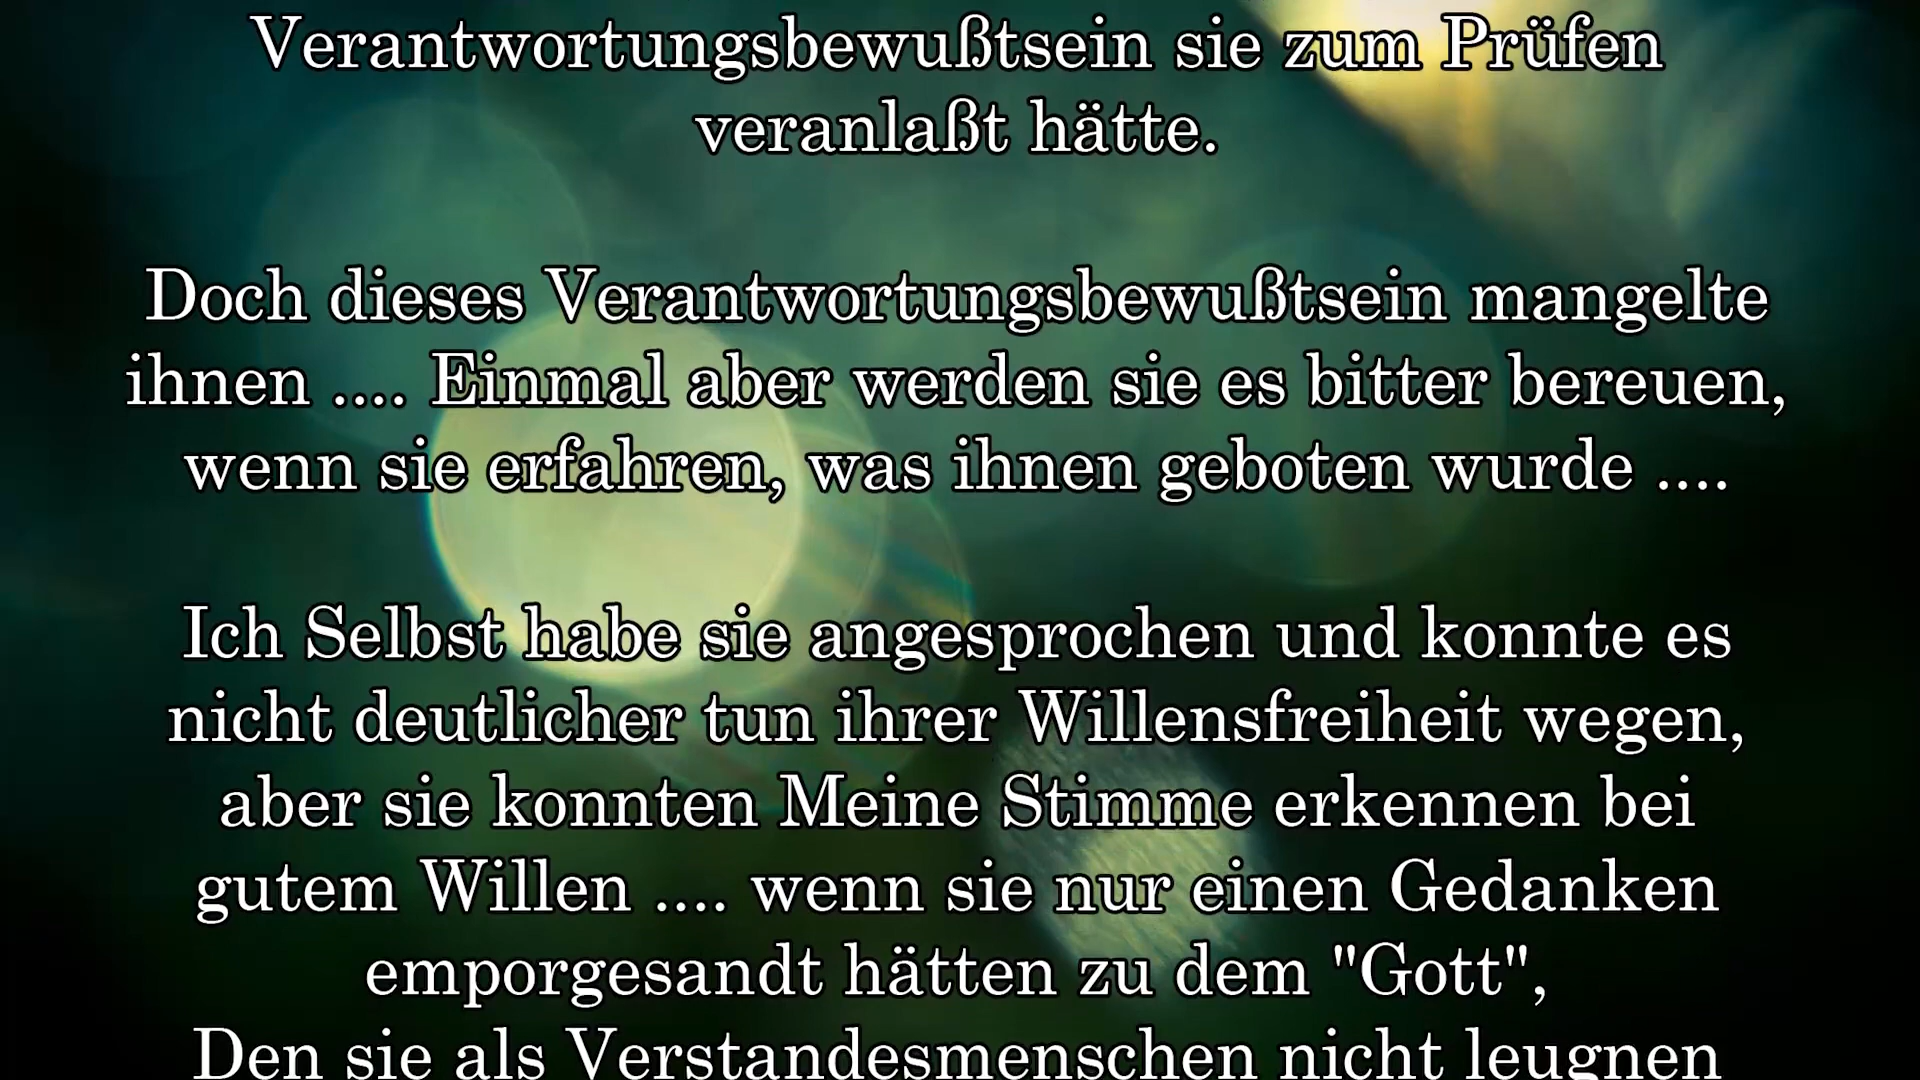 Verantwortungsbewußtsein sie zum Prüfen
veranlaßt hätte.
Doch dieses Verantwortungsbewußtsein mangelte
ihnen .... Einmal aber werden sie es bitter bereuen,
wenn sie erfahren, was ihnen geboten wurde ....
Ich Selbst habe sie angesprochen und konnte es
nicht deutlicher tun ihrer Willensfreiheit wegen,
aber sie konnten Meine Stimme erkennen bei
gutem Willen .... wenn sie nur einen Gedanken
emporgesandt hätten zu dem "Gott",
Den sie als Verstandesmenschen nicht leugnen